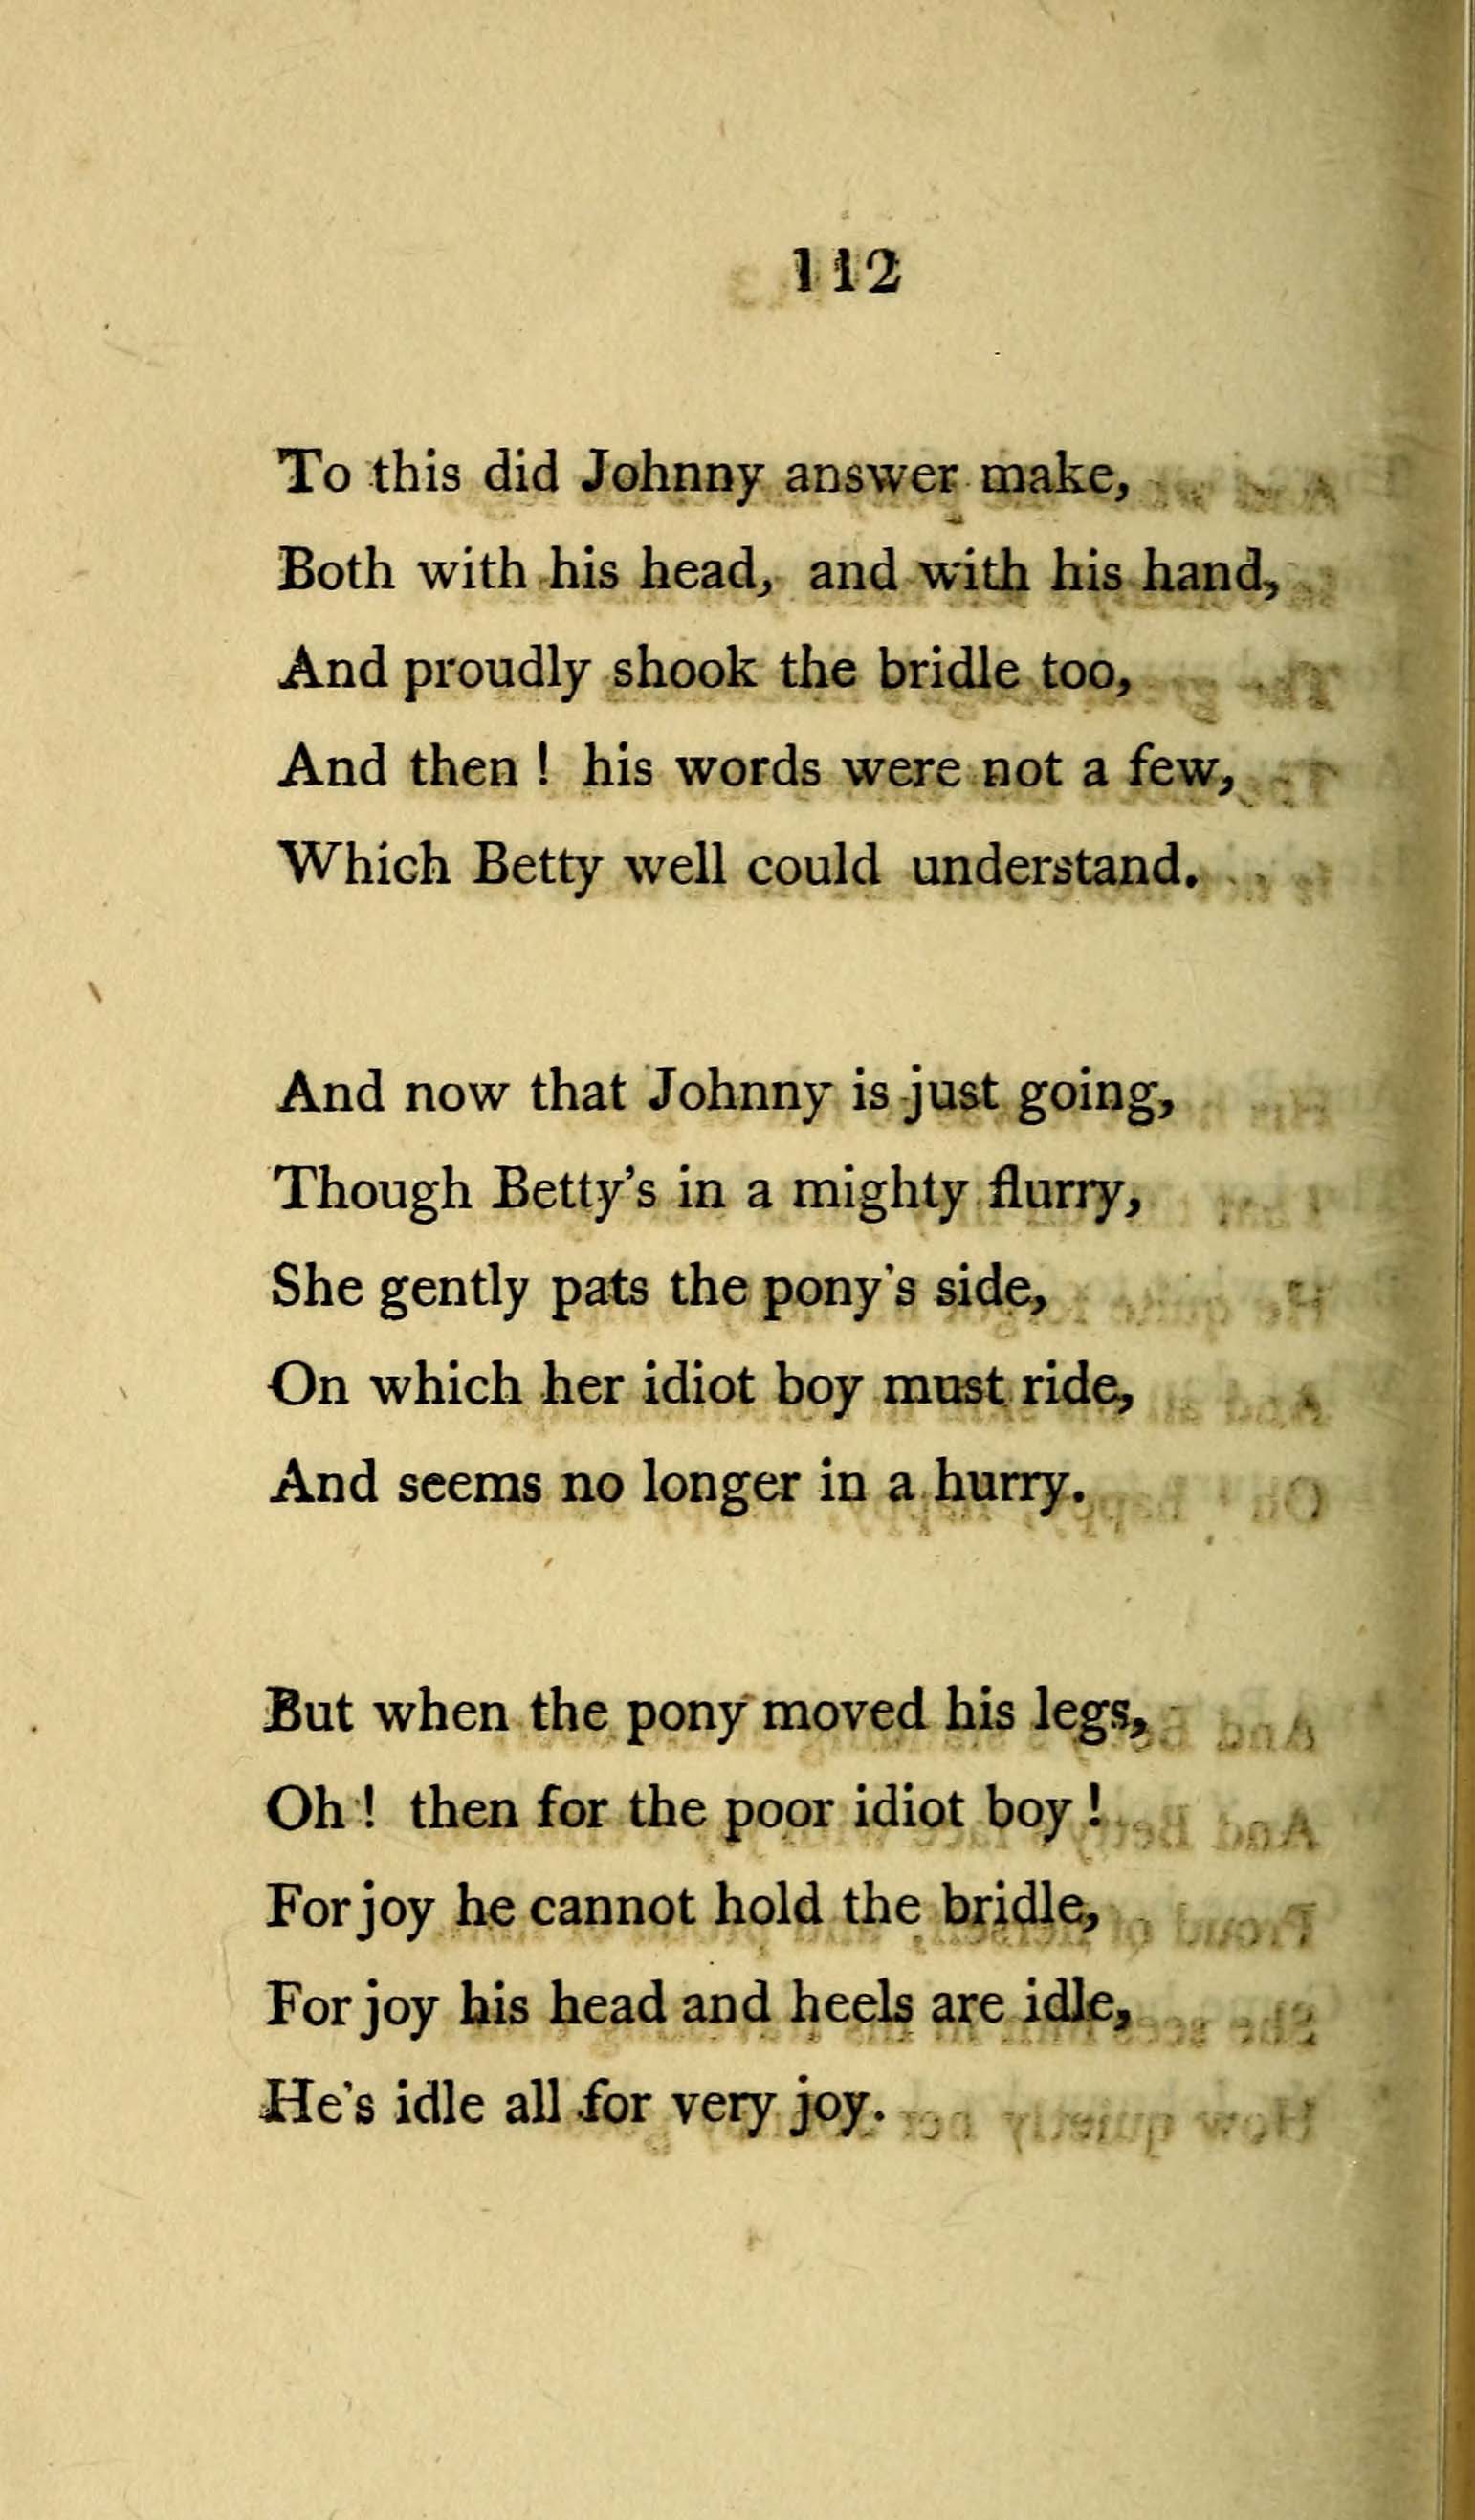 112
To this did Johnny answer make,
Both with his head, and with his hand,
And proudly shook the bridle too,
And then ! his words were not a few,
Which Betty well could understand.
And now that Johnny is just going,
Though Betty's in a mighty flurry,
She gently pats the pony's side,
On which her idiot boy must ride,
And seems no longer in a hurry.
But when the pony moved his legs,
Oh ! then for the poor idiot boy !
For joy he cannot hold the bridle,
For joy his head and heels are idle,
He's idle all for very joy.